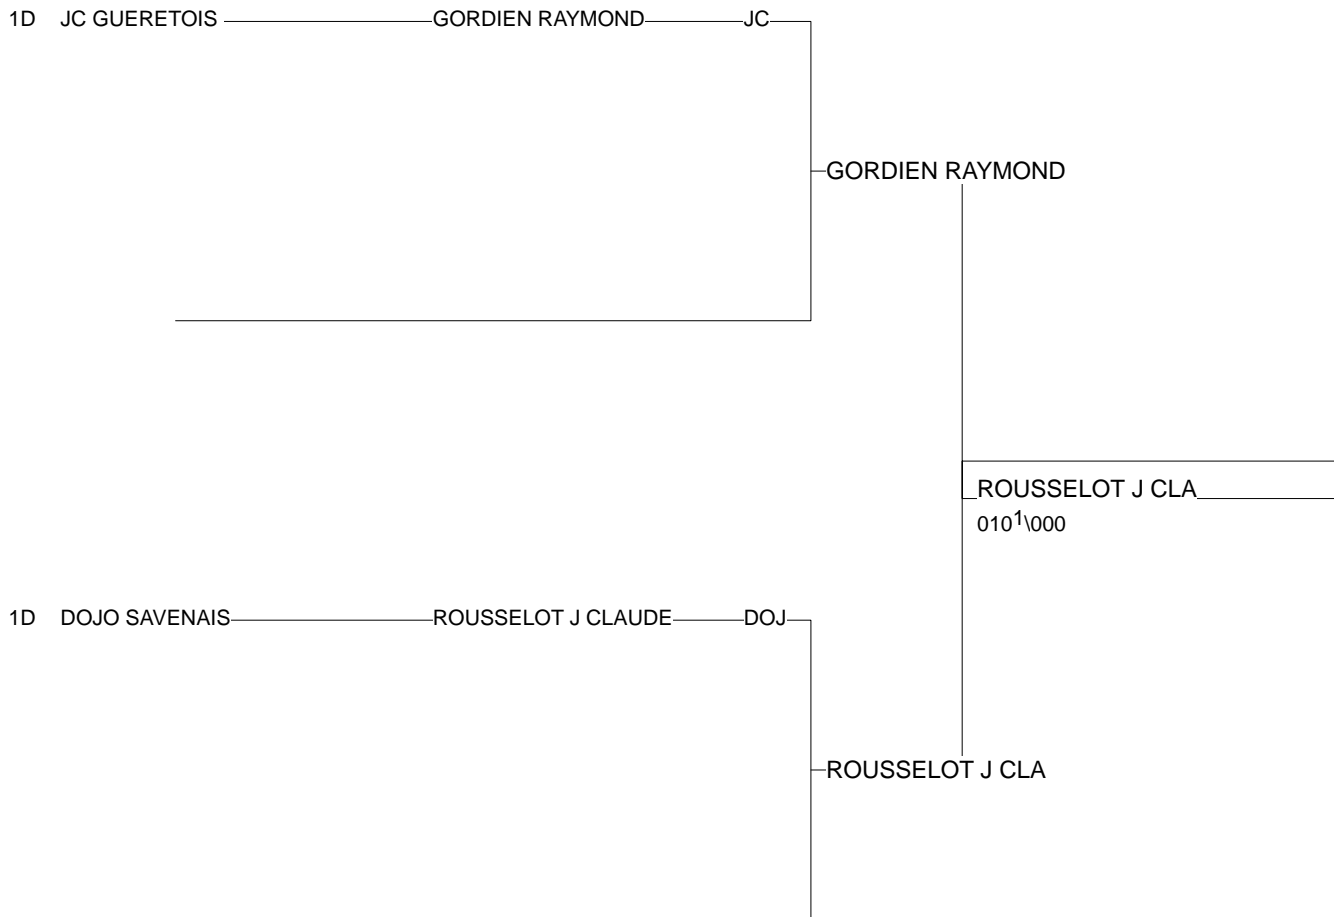 1D JC GUERETOIS GORDIEN RAYMOND JC
GORDIEN RAYMOND
ROUSSELOT J CLA
010¹\000
1D DOJO SAVENAIS ROUSSELOT J CLAUDE DOJ
ROUSSELOT J CLA